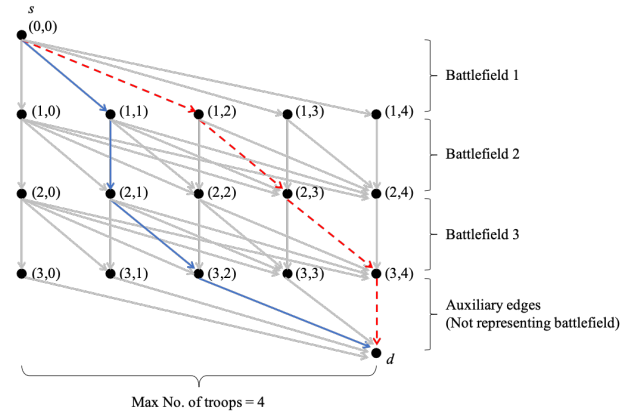 s
(0,0)
Battlefield 1
(1,0) (1,1) (1,2) (1,3) (1,4)
Battlefield 2
(2,0) (2,1) (2,2) (2,3) (2,4)
Battlefield 3
(3,0) (3,1) (3,2) (3,3) (3,4)
Auxiliary edges
(Not representing battlefield)
d
Max No. of troops = 4